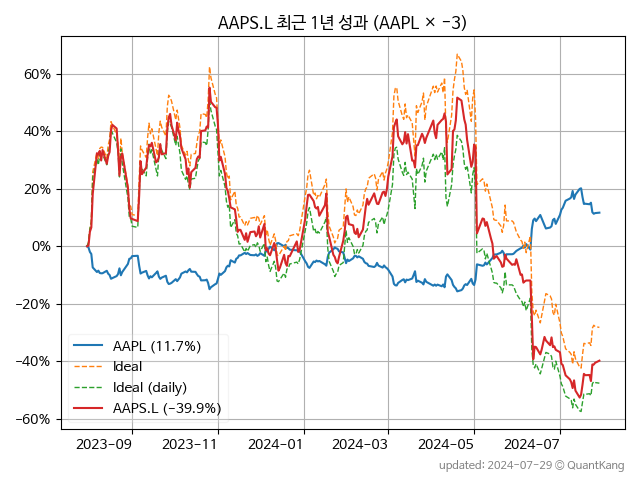 AAPS.L 최근 1년 성과 (AAPL × −3)
60%
40%
20%
0%
−20%
−40%
−60%
AAPL (11.7%)
Ideal
Ideal (daily)
AAPS.L (−39.9%)
2023-09 2023-11 2024-01 2024-03 2024-05 2024-07
updated: 2024-07-29 © QuantKang